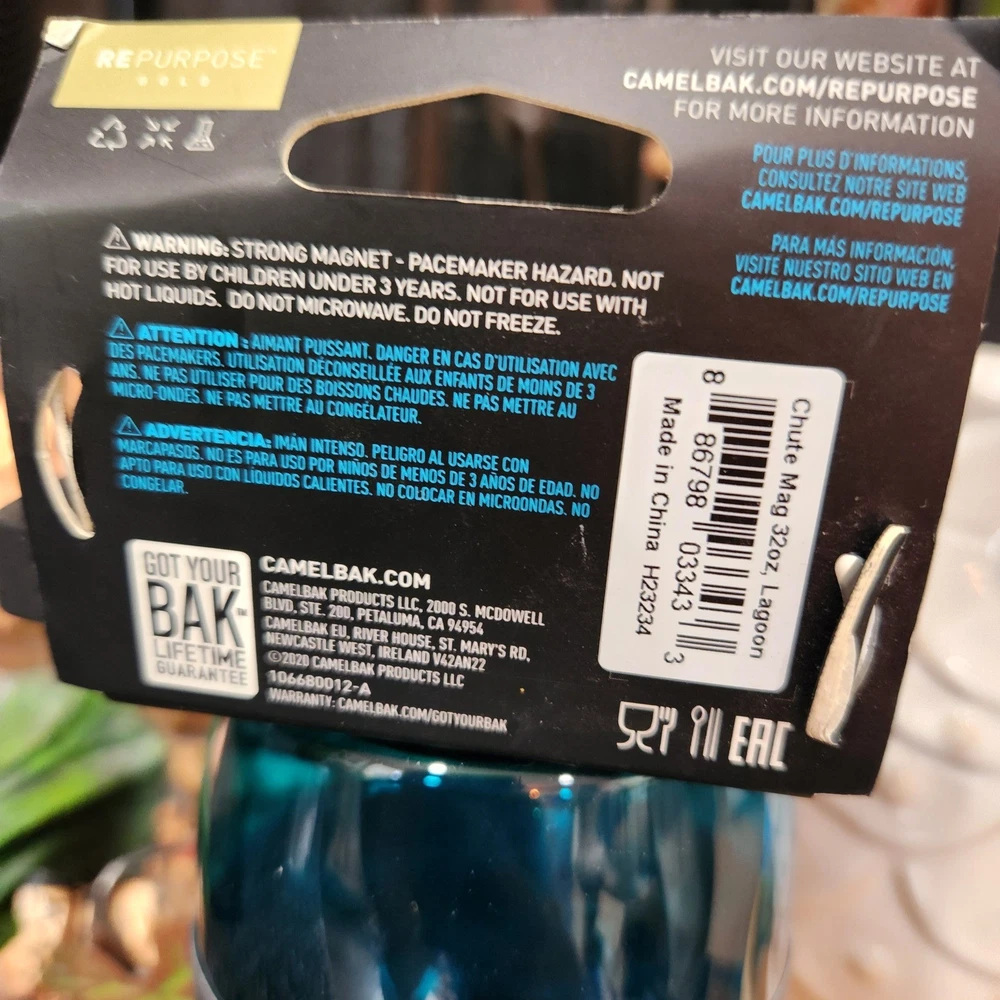 REPURPOSE™
GOLD
VISIT OUR WEBSITE AT
CAMELBAK.COM/REPURPOSE
FOR MORE INFORMATION
POUR PLUS D'INFORMATIONS,
CONSULTEZ NOTRE SITE WEB
CAMELBAK.COM/REPURPOSE
PARA MÁS INFORMACIÓN,
VISITE NUESTRO SITIO WEB EN
CAMELBAK.COM/REPURPOSE
WARNING: STRONG MAGNET - PACEMAKER HAZARD. NOT
FOR USE BY CHILDREN UNDER 3 YEARS. NOT FOR USE WITH
HOT LIQUIDS. DO NOT MICROWAVE. DO NOT FREEZE.
ATTENTION : AIMANT PUISSANT. DANGER EN CAS D'UTILISATION AVEC
DES PACEMAKERS. UTILISATION DÉCONSEILLÉE AUX ENFANTS DE MOINS DE 3
ANS. NE PAS UTILISER POUR DES BOISSONS CHAUDES. NE PAS METTRE AU
MICRO-ONDES. NE PAS METTRE AU CONGÉLATEUR.
ADVERTENCIA: IMÁN INTENSO. PELIGRO AL USARSE CON
MARCAPASOS. NO ES PARA USO POR NIÑOS DE MENOS DE 3 AÑOS DE EDAD. NO
APTO PARA USO CON LÍQUIDOS CALIENTES. NO COLOCAR EN MICROONDAS. NO
CONGELAR.
Chute Mag 32oz, Lagoon
8 86798 03343 3
Made in China H23234
GOT YOUR
BAK™
LIFETIME
GUARANTEE
CAMELBAK.COM
CAMELBAK PRODUCTS LLC, 2000 S. MCDOWELL
BLVD, STE. 200, PETALUMA, CA 94954
CAMELBAK EU, RIVER HOUSE, ST. MARY'S RD,
NEWCASTLE WEST, IRELAND V42AN22
©2020 CAMELBAK PRODUCTS LLC
1066B0012-A
WARRANTY: CAMELBAK.COM/GOTYOURBAK
EAC